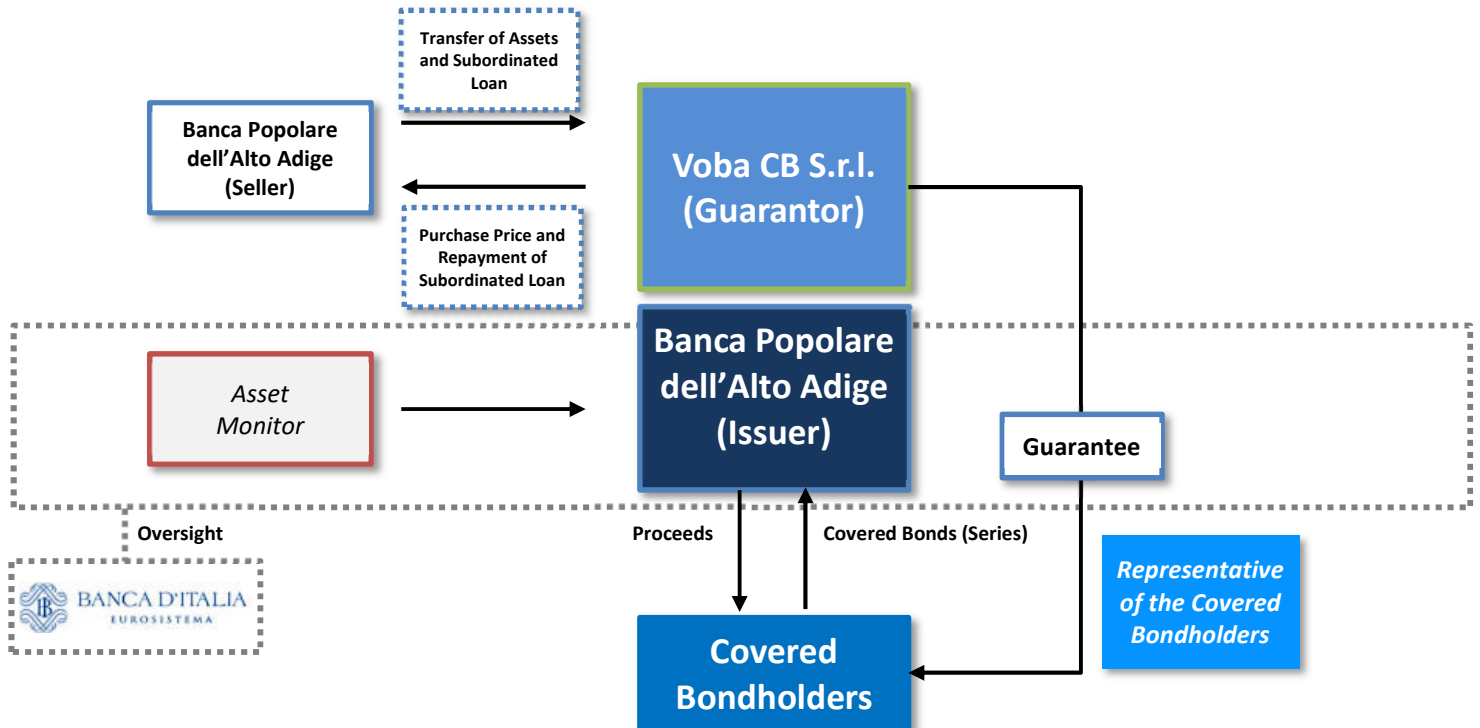 Transfer of Assets
and Subordinated
Loan
Banca Popolare
dell’Alto Adige
(Seller)
Voba CB S.r.l.
(Guarantor)
Purchase Price and
Repayment of
Subordinated Loan
Banca Popolare
dell’Alto Adige
(Issuer)
Asset
Monitor
Guarantee
Oversight
Proceeds
Covered Bonds (Series)
BANCA D'ITALIA
EUROSISTEMA
Representative
of the Covered
Bondholders
Covered
Bondholders